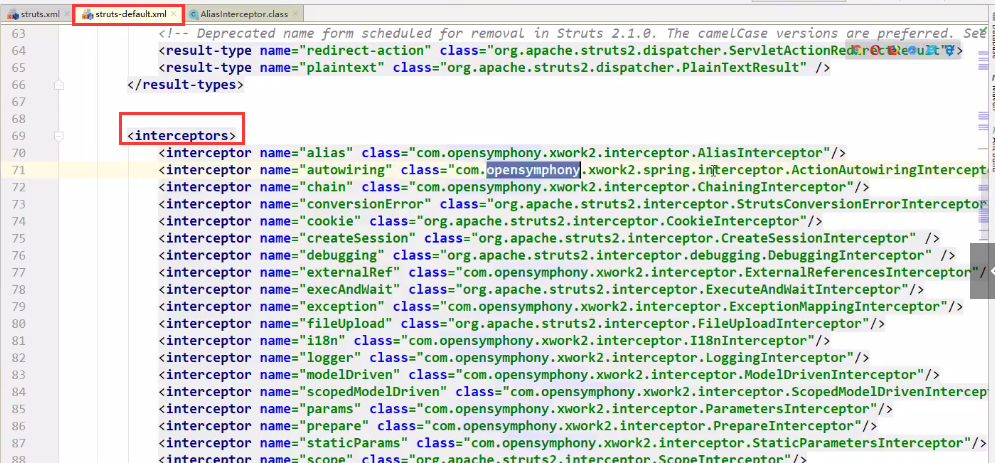 struts.xml struts-default.xml AliasInterceptor.class
63 <!-- Deprecated name form scheduled for removal in Struts 2.1.0. The camelCase versions are preferred. See
64 <result-type name="redirect-action" class="org.apache.struts2.dispatcher.ServletActionRedirectResult"/>
65 <result-type name="plaintext" class="org.apache.struts2.dispatcher.PlainTextResult" />
66 </result-types>
67
68
69 <interceptors>
70 <interceptor name="alias" class="com.opensymphony.xwork2.interceptor.AliasInterceptor"/>
71 <interceptor name="autowiring" class="com.opensymphony.xwork2.spring.interceptor.ActionAutowiringIntercept
72 <interceptor name="chain" class="com.opensymphony.xwork2.interceptor.ChainingInterceptor"/>
73 <interceptor name="conversionError" class="org.apache.struts2.interceptor.StrutsConversionErrorInterceptor
74 <interceptor name="cookie" class="org.apache.struts2.interceptor.CookieInterceptor"/>
75 <interceptor name="createSession" class="org.apache.struts2.interceptor.CreateSessionInterceptor" />
76 <interceptor name="debugging" class="org.apache.struts2.interceptor.debugging.DebuggingInterceptor" />
77 <interceptor name="externalRef" class="com.opensymphony.xwork2.interceptor.ExternalReferencesInterceptor"/
78 <interceptor name="execAndWait" class="org.apache.struts2.interceptor.ExecuteAndWaitInterceptor"/>
79 <interceptor name="exception" class="com.opensymphony.xwork2.interceptor.ExceptionMappingInterceptor"/>
80 <interceptor name="fileUpload" class="org.apache.struts2.interceptor.FileUploadInterceptor"/>
81 <interceptor name="i18n" class="com.opensymphony.xwork2.interceptor.I18nInterceptor"/>
82 <interceptor name="logger" class="com.opensymphony.xwork2.interceptor.LoggingInterceptor"/>
83 <interceptor name="modelDriven" class="com.opensymphony.xwork2.interceptor.ModelDrivenInterceptor"/>
84 <interceptor name="scopedModelDriven" class="com.opensymphony.xwork2.interceptor.ScopedModelDrivenIntercep
85 <interceptor name="params" class="com.opensymphony.xwork2.interceptor.ParametersInterceptor"/>
86 <interceptor name="prepare" class="com.opensymphony.xwork2.interceptor.PrepareInterceptor"/>
87 <interceptor name="staticParams" class="com.opensymphony.xwork2.interceptor.StaticParametersInterceptor"/>
88 <interceptor name="scope" class="org.apache.struts2.interceptor.ScopeInterceptor"/>